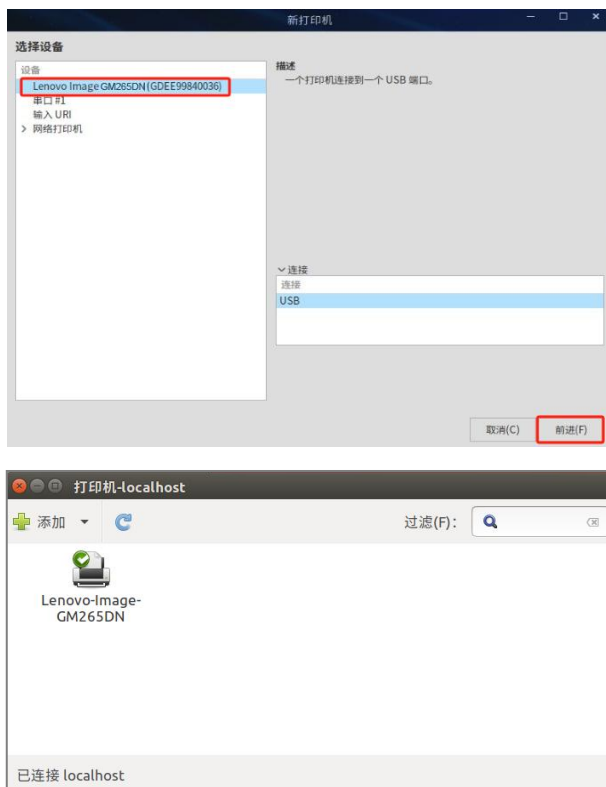 新打印机
选择设备
设备
Lenovo Image GM265DN(GDEE99840036)
串口 #1
输入 URI
网络打印机
描述
一个打印机连接到一个 USB 端口。
连接
连接
USB
取消(C)
前进(F)
打印机-localhost
添加
过滤(F):
Lenovo-Image-
GM265DN
已连接 localhost